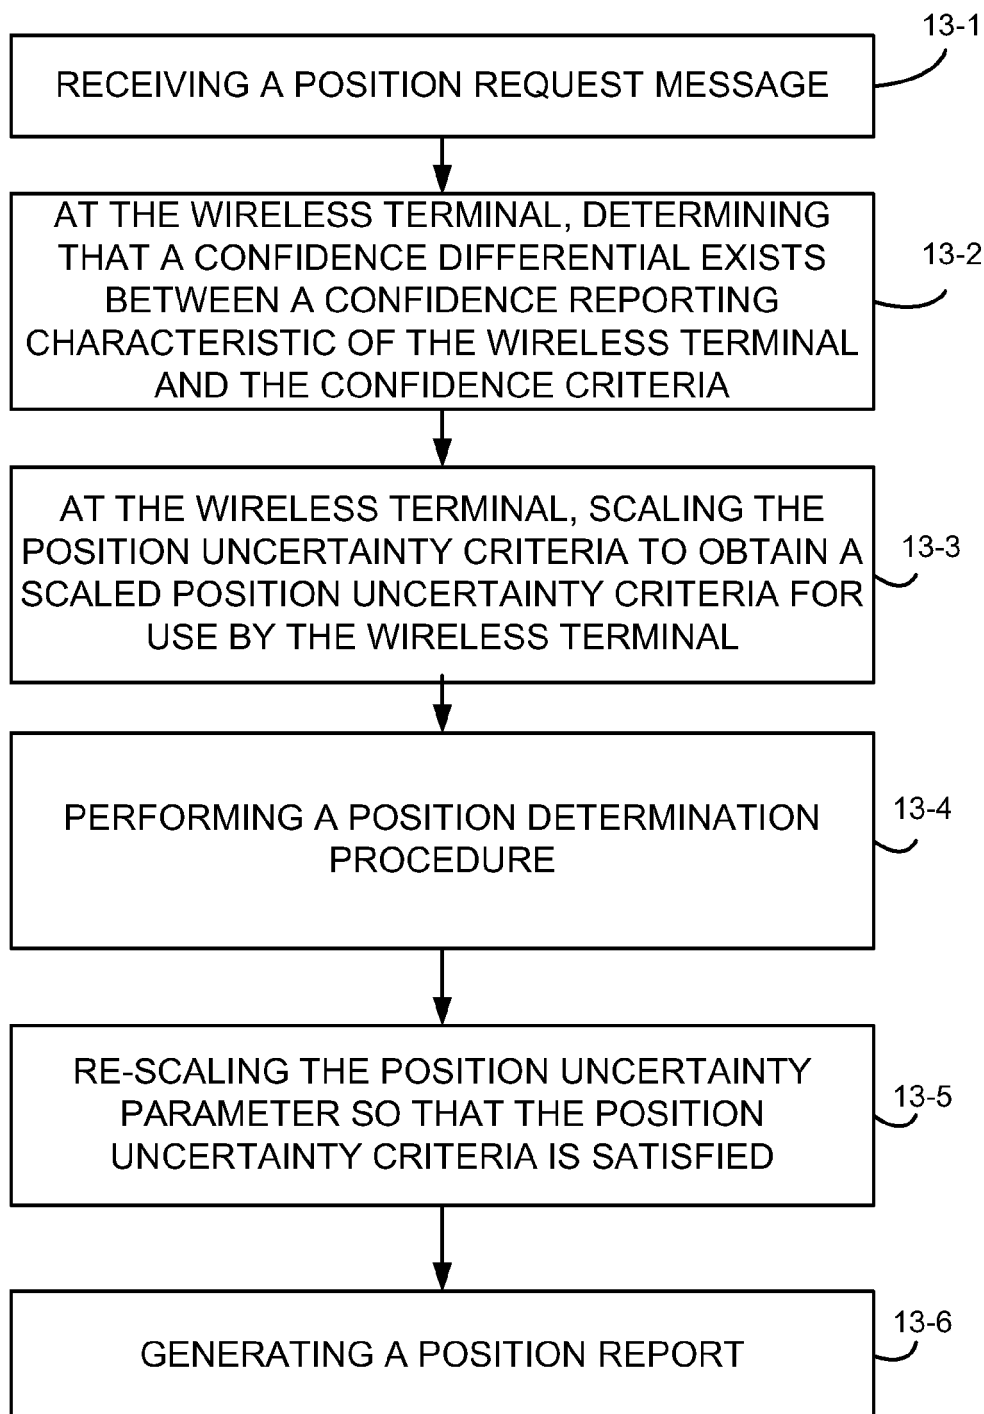 13-1
RECEIVING A POSITION REQUEST MESSAGE
AT THE WIRELESS TERMINAL, DETERMINING
THAT A CONFIDENCE DIFFERENTIAL EXISTS
BETWEEN A CONFIDENCE REPORTING
CHARACTERISTIC OF THE WIRELESS TERMINAL
AND THE CONFIDENCE CRITERIA
13-2
AT THE WIRELESS TERMINAL, SCALING THE
POSITION UNCERTAINTY CRITERIA TO OBTAIN A
SCALED POSITION UNCERTAINTY CRITERIA FOR
USE BY THE WIRELESS TERMINAL
13-3
PERFORMING A POSITION DETERMINATION
PROCEDURE
13-4
RE-SCALING THE POSITION UNCERTAINTY
PARAMETER SO THAT THE POSITION
UNCERTAINTY CRITERIA IS SATISFIED
13-5
GENERATING A POSITION REPORT
13-6